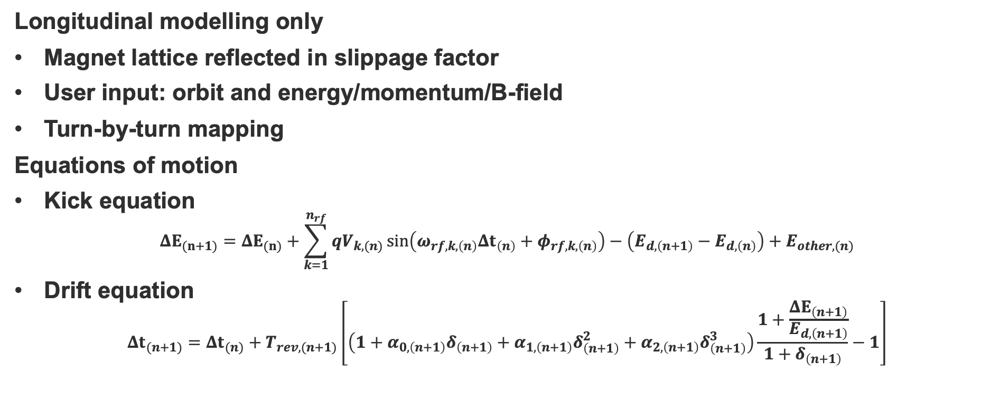 Longitudinal modelling only
• Magnet lattice reflected in slippage factor
• User input: orbit and energy/momentum/B-field
• Turn-by-turn mapping
Equations of motion
• Kick equation
$\Delta E_{(n+1)} = \Delta E_{(n)} + \sum_{k=1}^{n_{rf}} qV_{k,(n)} \sin(\omega_{rf,k,(n)} \Delta t_{(n)} + \phi_{rf,k,(n)}) - (E_{d,(n+1)} - E_{d,(n)}) + E_{other,(n)}$
• Drift equation
$\Delta t_{(n+1)} = \Delta t_{(n)} + T_{rev,(n+1)} \left[ (1 + \alpha_{0,(n+1)} \delta_{(n+1)} + \alpha_{1,(n+1)} \delta_{(n+1)}^2 + \alpha_{2,(n+1)} \delta_{(n+1)}^3) \frac{1 + \frac{\Delta E_{(n+1)}}{E_{d,(n+1)}}}{1 + \delta_{(n+1)}} - 1 \right]$